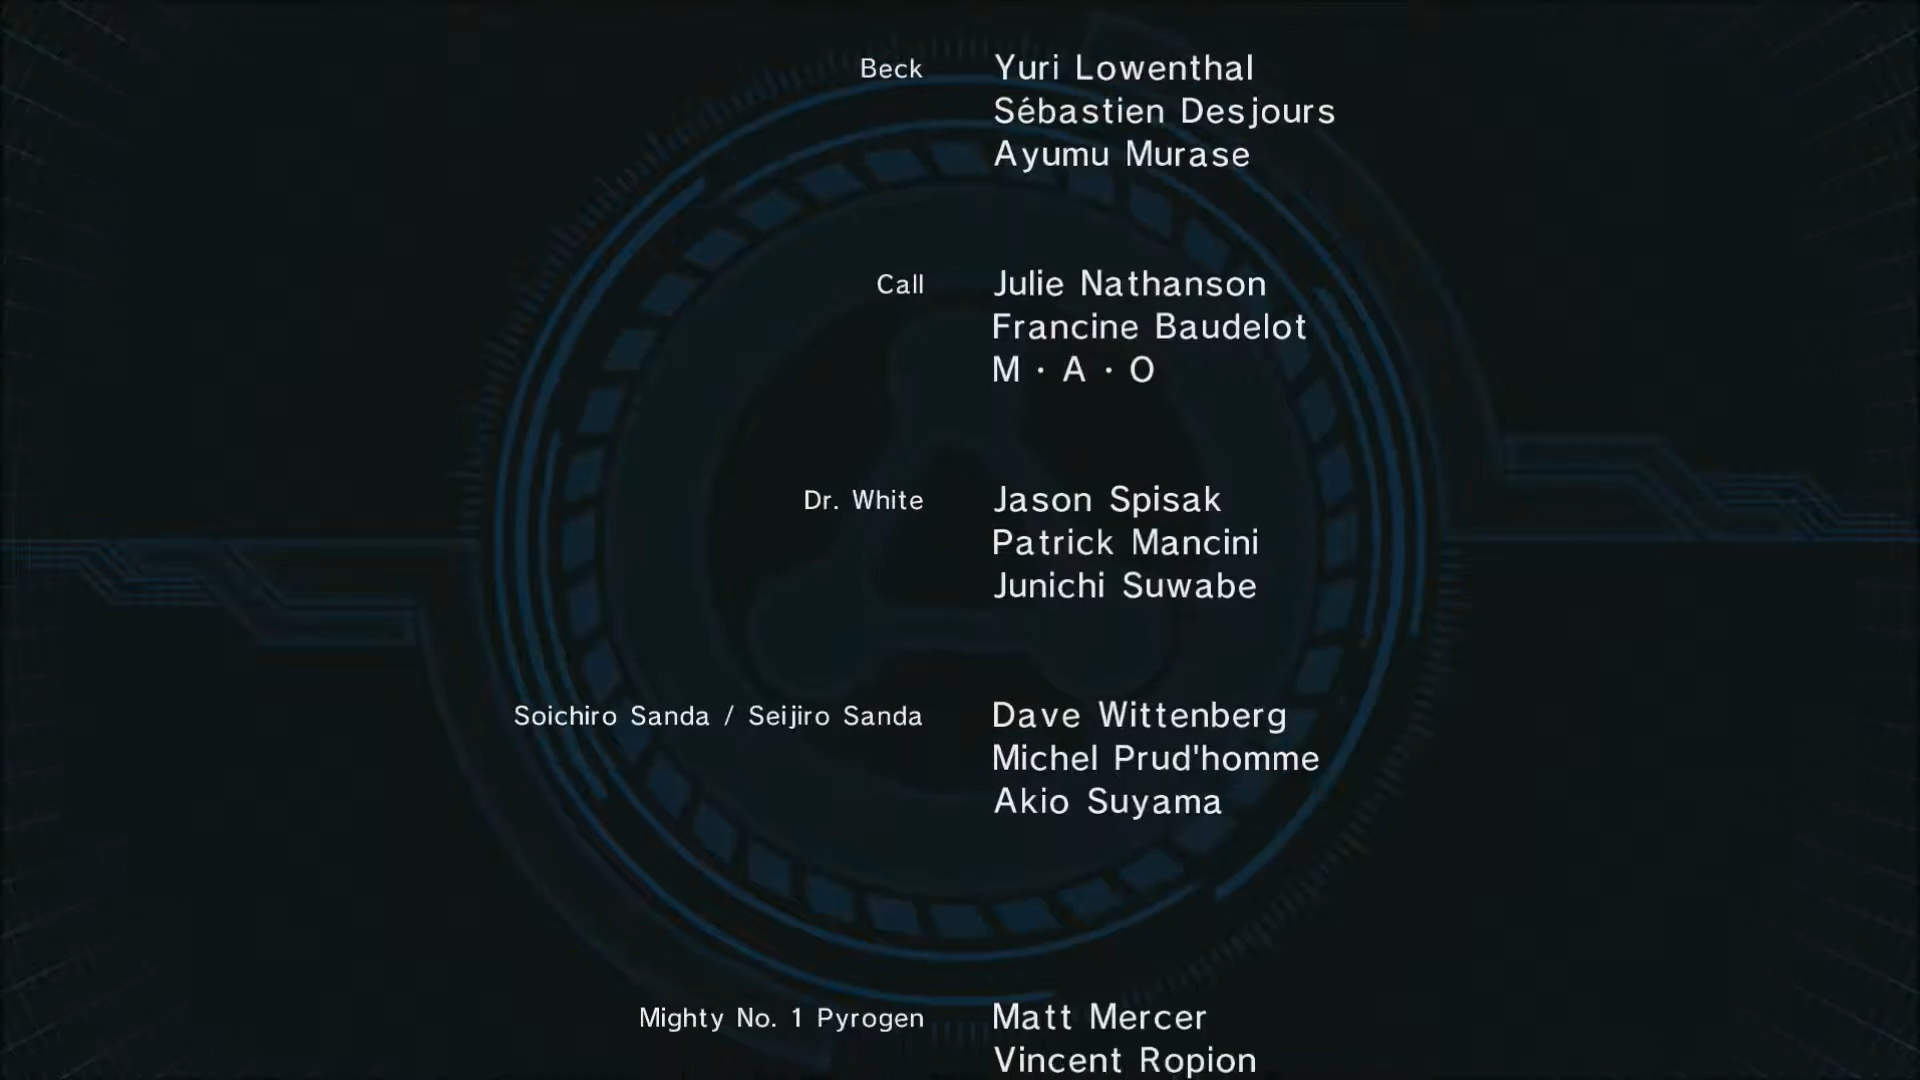 Beck Yuri Lowenthal
Sébastien Desjours
Ayumu Murase
Call Julie Nathanson
Francine Baudelot
M・A・O
Dr. White Jason Spisak
Patrick Mancini
Junichi Suwabe
Soichiro Sanda / Seijiro Sanda Dave Wittenberg
Michel Prud'homme
Akio Suyama
Mighty No. 1 Pyrogen Matt Mercer
Vincent Ropion